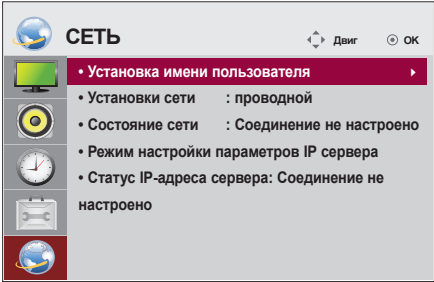 СЕТЬ
Двиг
ОК
• Установка имени пользователя
• Установки сети : проводной
• Состояние сети : Соединение не настроено
• Режим настройки параметров IP сервера
• Статус IP-адреса сервера: Соединение не
настроено